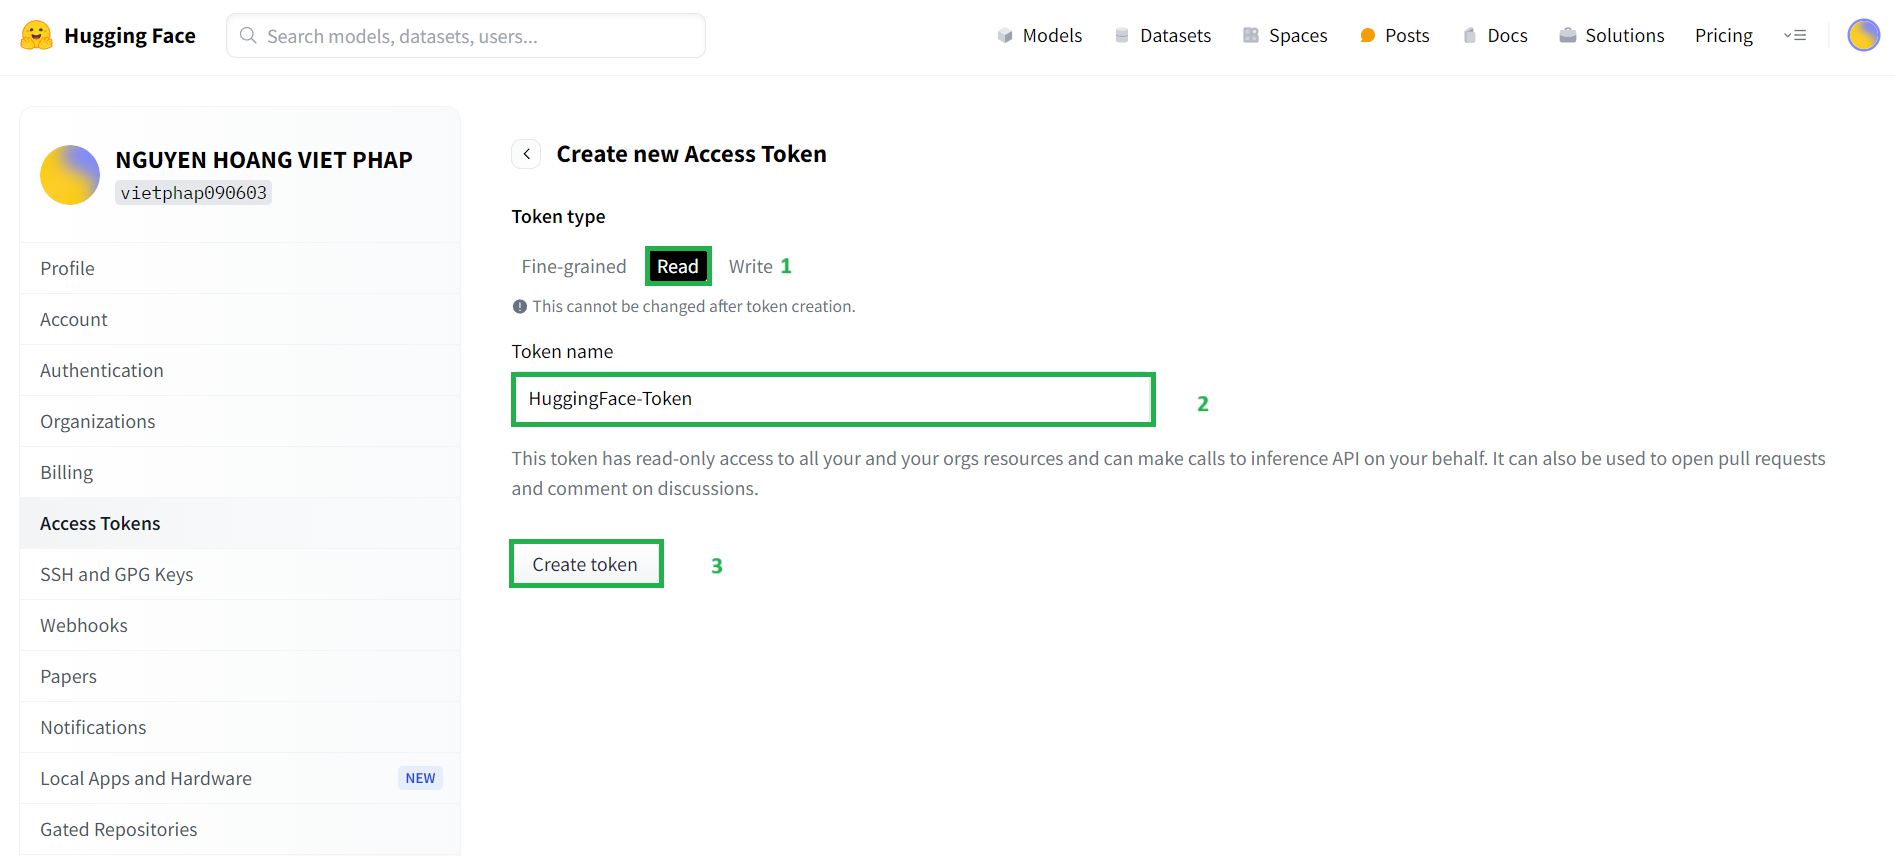 Hugging Face
Search models, datasets, users...
Models
Datasets
Spaces
Posts
Docs
Solutions
Pricing
NGUYEN HOANG VIET PHAP
vietphap090603
Profile
Account
Authentication
Organizations
Billing
Access Tokens
SSH and GPG Keys
Webhooks
Papers
Notifications
Local Apps and Hardware NEW
Gated Repositories
Create new Access Token
Token type
Fine-grained Read Write 1
This cannot be changed after token creation.
Token name
HuggingFace-Token 2
This token has read-only access to all your and your orgs resources and can make calls to inference API on your behalf. It can also be used to open pull requests
and comment on discussions.
Create token 3